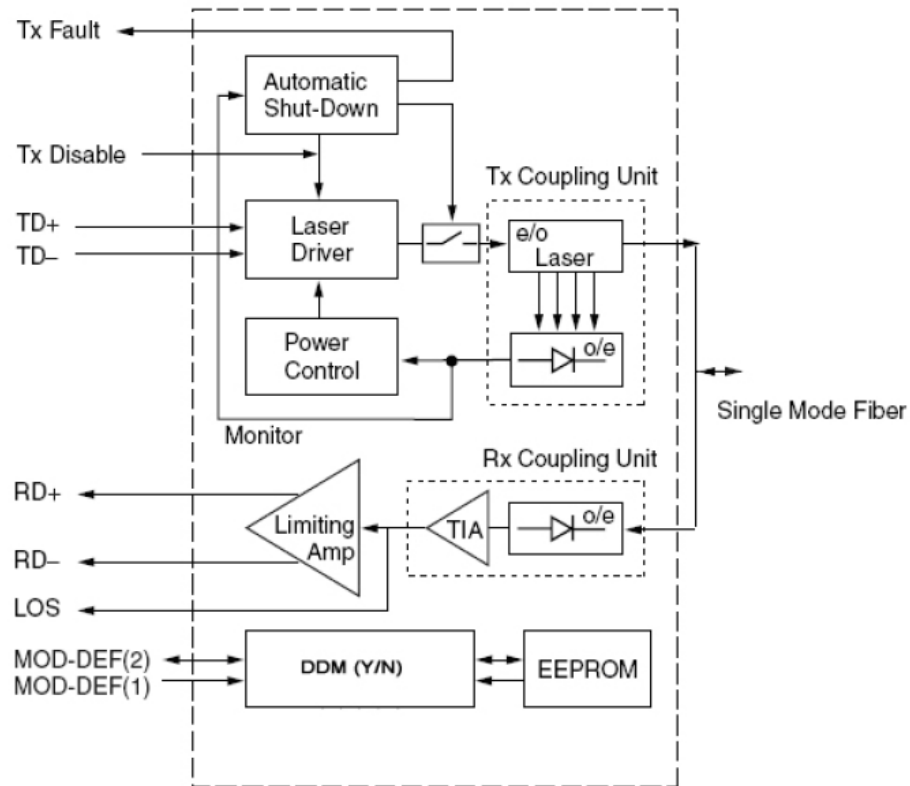 Tx Fault
Automatic
Shut-Down
Tx Disable
Tx Coupling Unit
TD+
TD–
Laser
Driver
e/o
Laser
Power
Control
o/e
Single Mode Fiber
Monitor
Rx Coupling Unit
RD+
RD–
Limiting
Amp
TIA
o/e
LOS
MOD-DEF(2)
MOD-DEF(1)
DDM (Y/N)
EEPROM